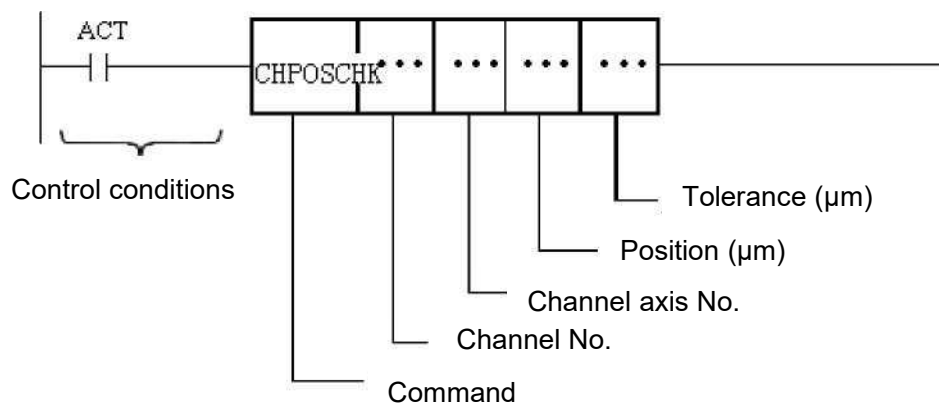 ACT
CHPOSCHK ••• ••• ••• •••
Control conditions
Tolerance (μm)
Position (μm)
Channel axis No.
Channel No.
Command